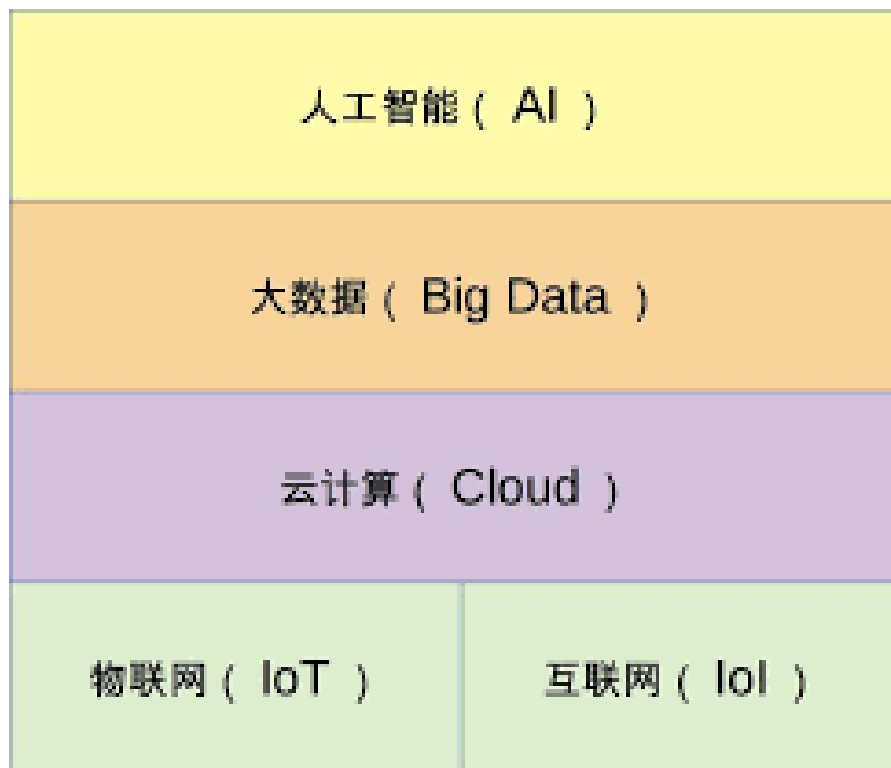 人工智能（ AI ）
大数据（ Big Data ）
云计算（ Cloud ）
物联网（ IoT ）
互联网（ IoI ）